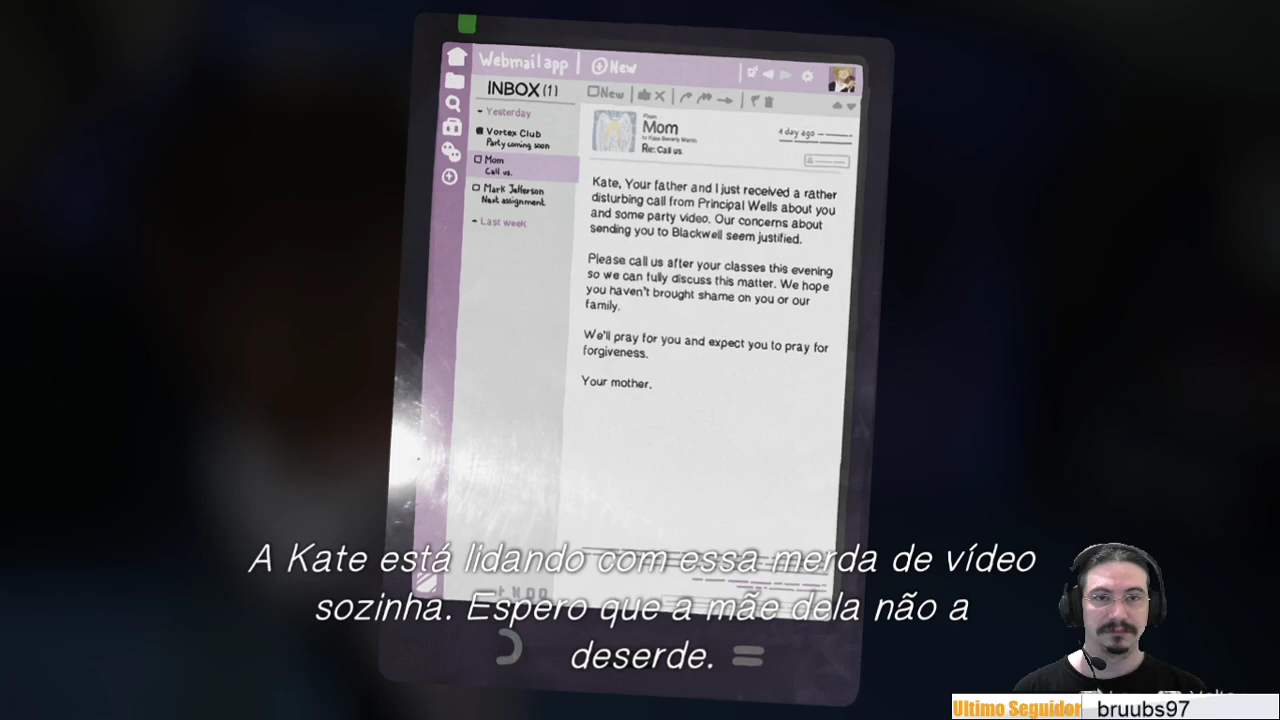 Webmail app
New
INBOX (1)
New
Yesterday
Vortex Club
Party coming soon
Mom
Call us.
Mark Jefferson
Next assignment
Last week
From
Mom
to Kate Beverly Marsh
Re: Call us.
Kate, Your father and I just received a rather
disturbing call from Principal Wells about you
and some party video. Our concerns about
sending you to Blackwell seem justified.
Please call us after your classes this evening
so we can fully discuss this matter. We hope
you haven't brought shame on you or our
family.
We'll pray for you and expect you to pray for
forgiveness.
Your mother.
A Kate está lidando com essa merda de vídeo
sozinha. Espero que a mãe dela não a
deserde.
Ultimo Seguidor
bruubs97